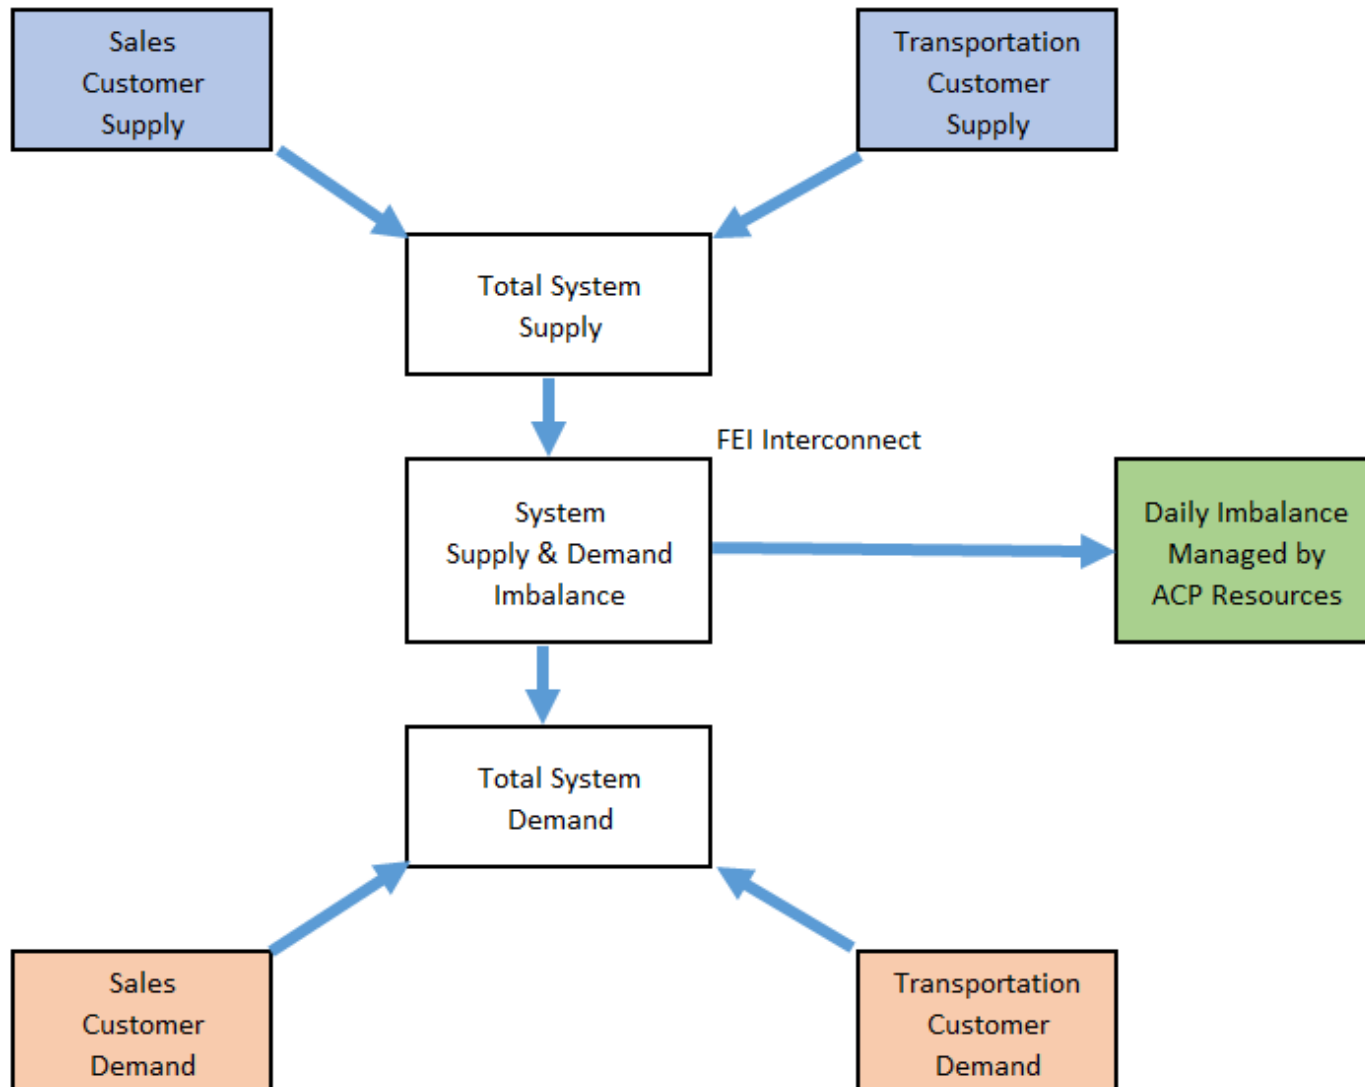 Sales
Customer
Supply
Transportation
Customer
Supply
Total System
Supply
FEI Interconnect
System
Supply & Demand
Imbalance
Daily Imbalance
Managed by
ACP Resources
Total System
Demand
Sales
Customer
Demand
Transportation
Customer
Demand